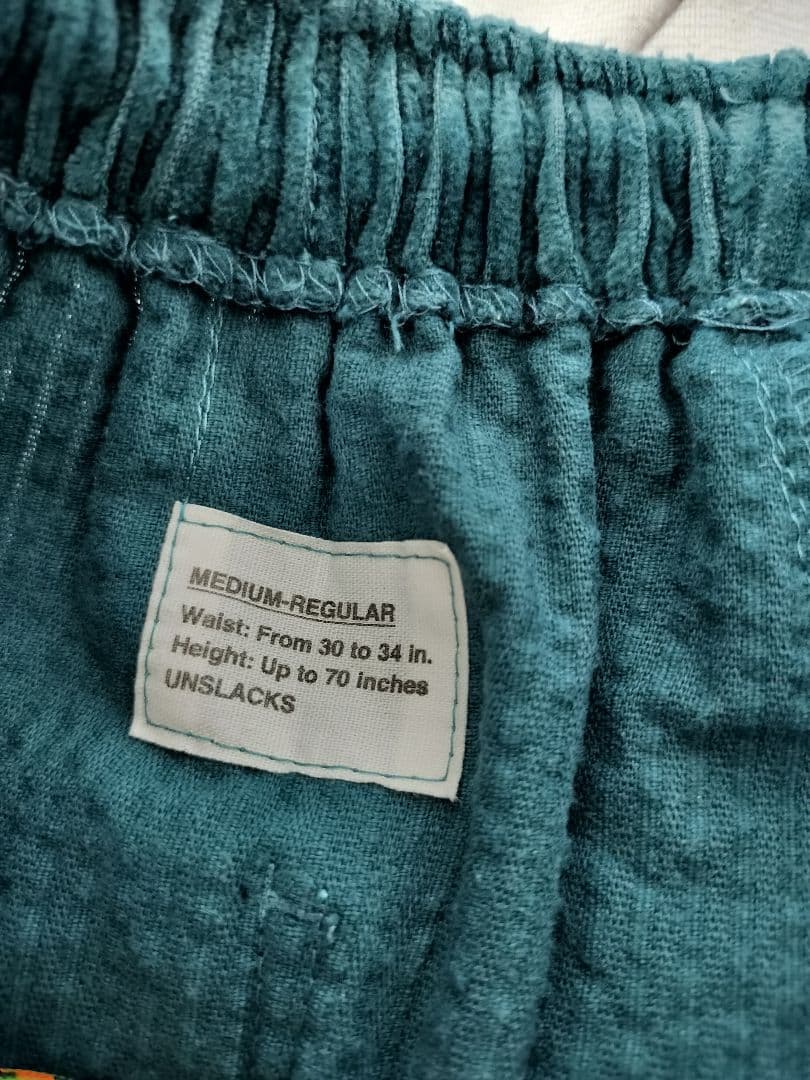 MEDIUM-REGULAR
Waist: From 30 to 34 in.
Height: Up to 70 inches
UNSLACKS